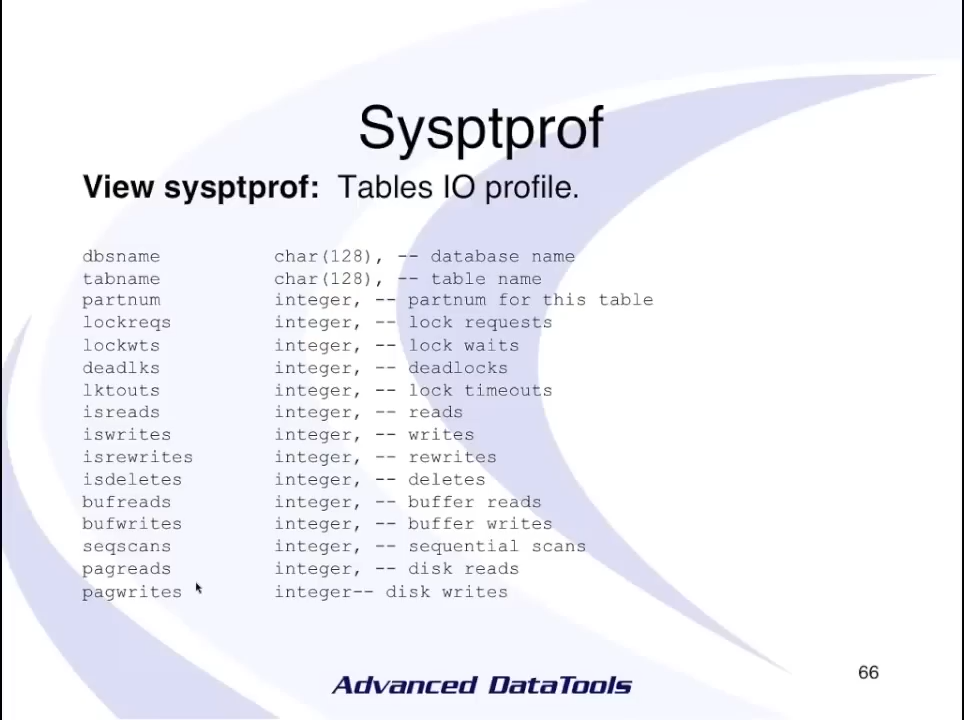 Sysptprof
View sysptprof: Tables IO profile.
dbsname char(128), -- database name
tabname char(128), -- table name
partnum integer, -- partnum for this table
lockreqs integer, -- lock requests
lockwts integer, -- lock waits
deadlks integer, -- deadlocks
lktouts integer, -- lock timeouts
isreads integer, -- reads
iswrites integer, -- writes
isrewrites integer, -- rewrites
isdeletes integer, -- deletes
bufreads integer, -- buffer reads
bufwrites integer, -- buffer writes
seqscans integer, -- sequential scans
pagreads integer, -- disk reads
pagwrites integer-- disk writes
Advanced DataTools
66